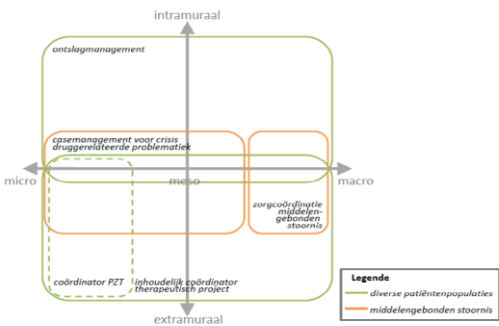 intramuraal
ontslagmanagement
casemanagement voor crisis
druggerelateerde problematiek
micro
meso
macro
zorgcoördinatie
middelen-
gebonden
stoornis
coördinator PZT
inhoudelijk coördinator
therapeutisch project
extramuraal
Legende
diverse patiëntenpopulaties
middelengebonden stoornis